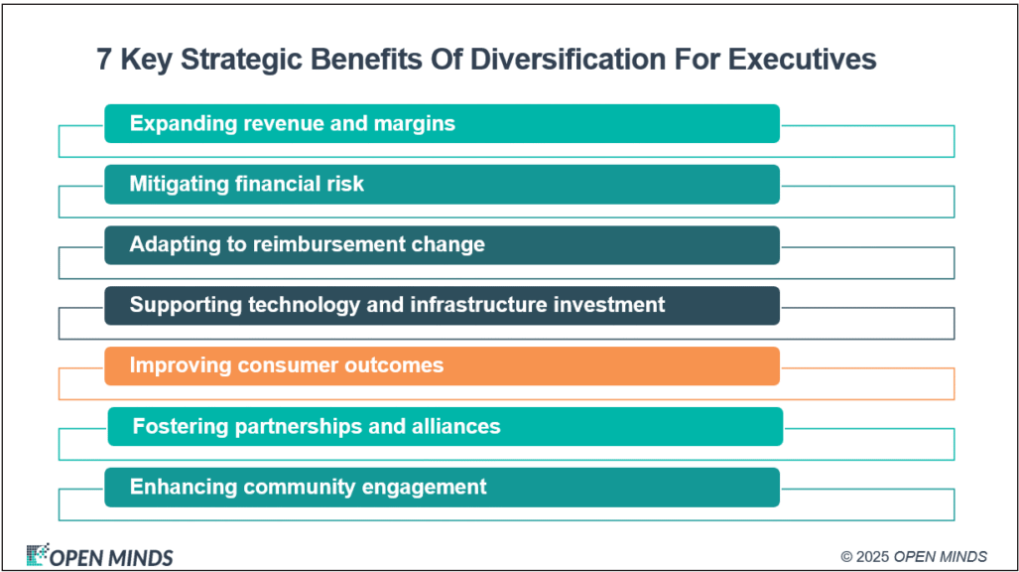 7 Key Strategic Benefits Of Diversification For Executives
Expanding revenue and margins
Mitigating financial risk
Adapting to reimbursement change
Supporting technology and infrastructure investment
Improving consumer outcomes
Fostering partnerships and alliances
Enhancing community engagement
OPEN MINDS
© 2025 OPEN MINDS